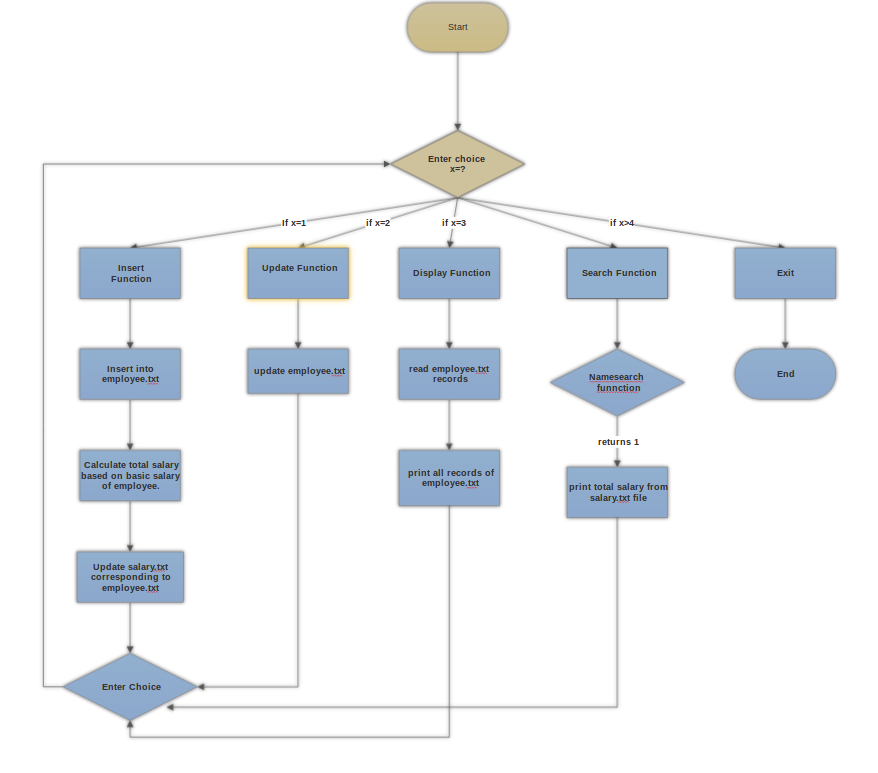 Start
Enter choice
x=?
If x=1
if x=2
if x=3
if x>4
Insert
Function
Update Function
Display Function
Search Function
Exit
Insert into
employee.txt
update employee.txt
read employee.txt
records
Namesearch
funnction
End
returns 1
Calculate total salary
based on basic salary
of employee.
print all records of
employee.txt
print total salary from
salary.txt file
Update salary.txt
corresponding to
employee.txt
Enter Choice